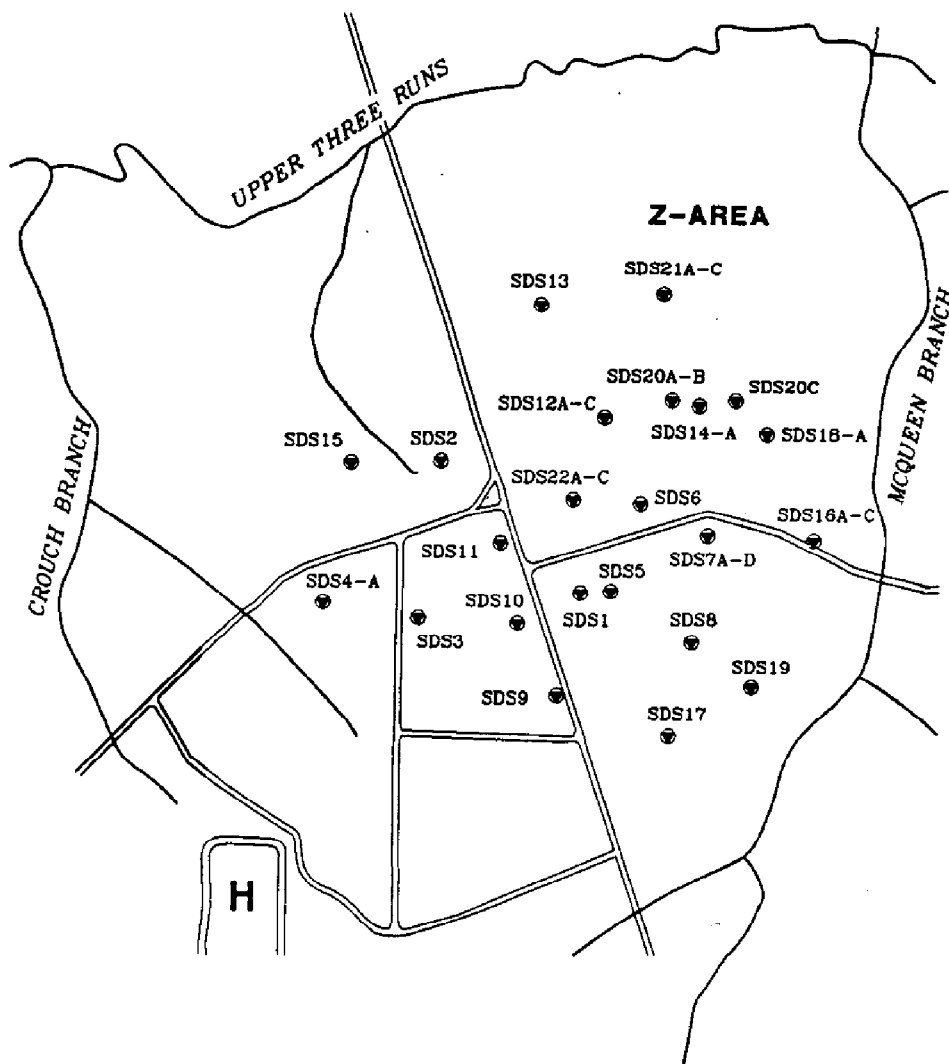 UPPER THREE RUNS
Z-AREA
SDS21A-C
SDS13
MCQUEEN BRANCH
SDS20A-B
SDS20C
SDS12A-C
SDS14-A
SDS18-A
SDS15
SDS2
CROUCH BRANCH
SDS22A-C
SDS6
SDS16A-C
SDS11
SDS7A-D
SDS4-A
SDS5
SDS10
SDS3
SDS1
SDS8
SDS19
SDS9
SDS17
H